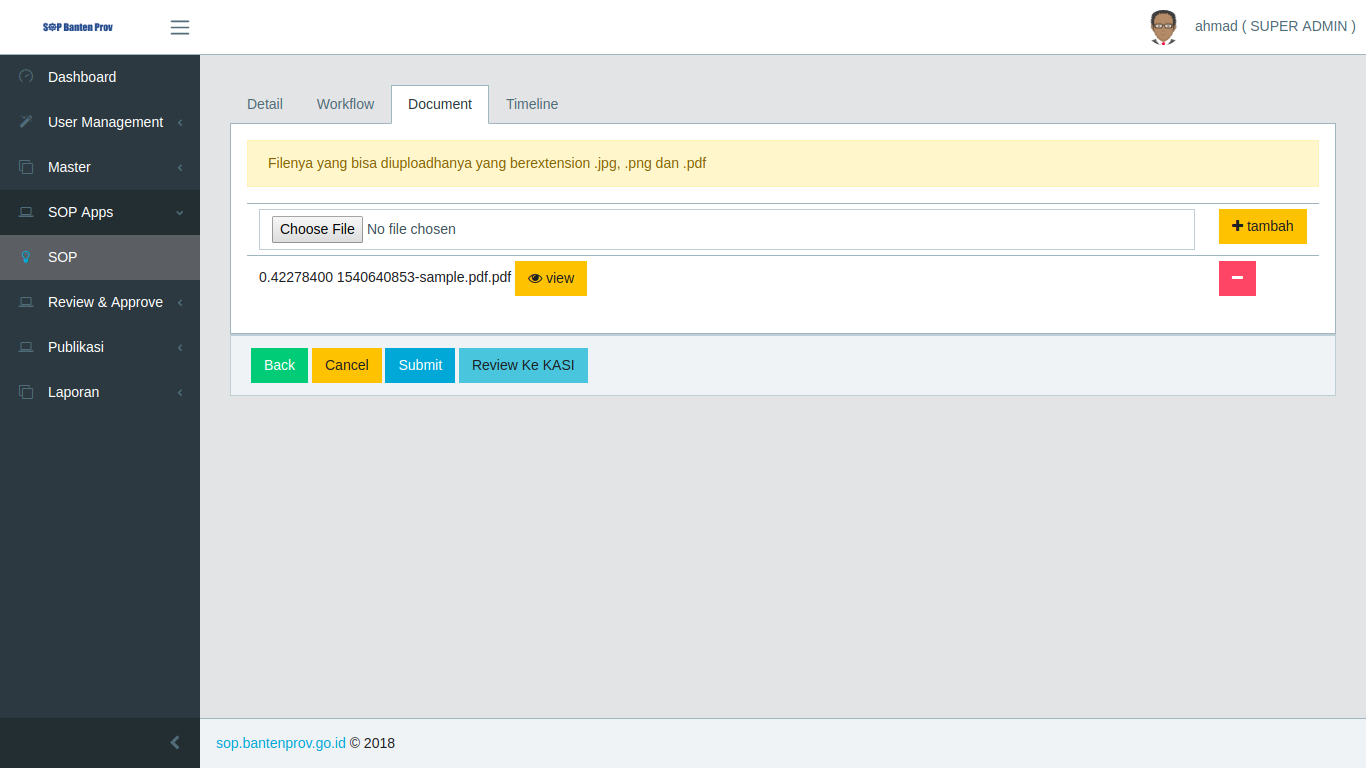 SOP Banten Prov
ahmad ( SUPER ADMIN )
Dashboard
User Management
Master
SOP Apps
SOP
Review & Approve
Publikasi
Laporan
Detail Workflow Document Timeline
Filenya yang bisa diuploadhanya yang berextension .jpg, .png dan .pdf
Choose File No file chosen
tambah
0.42278400 1540640853-sample.pdf.pdf view
Back Cancel Submit Review Ke KASI
sop.bantenprov.go.id © 2018